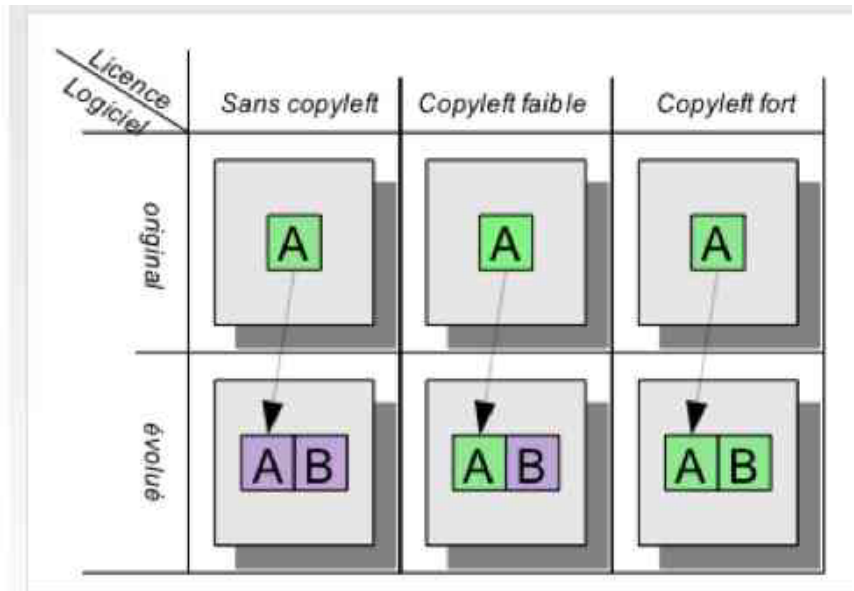 Licence
Logiciel
Sans copyleft
Copyleft faible
Copyleft fort
original
A
A
A
évolué
A B
A B
A B